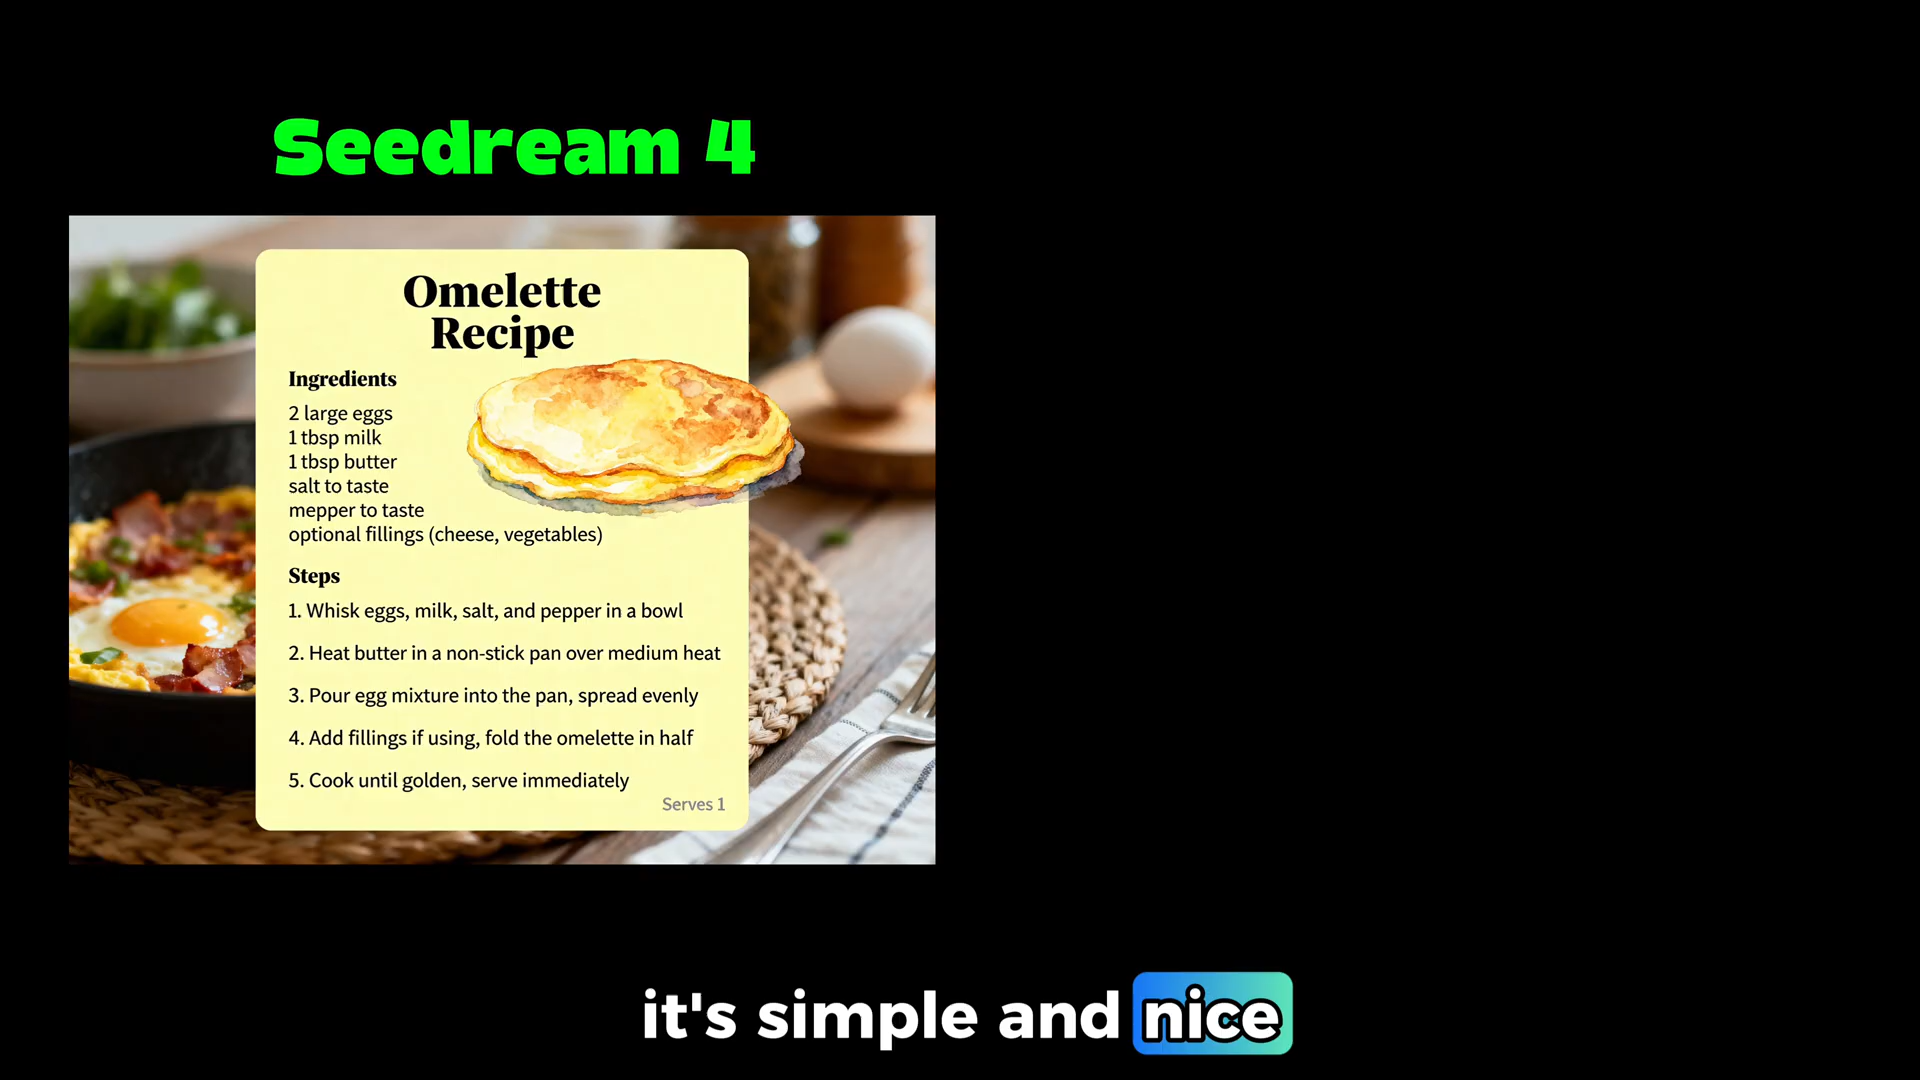 Seedream 4
Omelette
Recipe
Ingredients
2 large eggs
1 tbsp milk
1 tbsp butter
salt to taste
mepper to taste
optional fillings (cheese, vegetables)
Steps
1. Whisk eggs, milk, salt, and pepper in a bowl
2. Heat butter in a non-stick pan over medium heat
3. Pour egg mixture into the pan, spread evenly
4. Add fillings if using, fold the omelette in half
5. Cook until golden, serve immediately
Serves 1
it's simple and nice